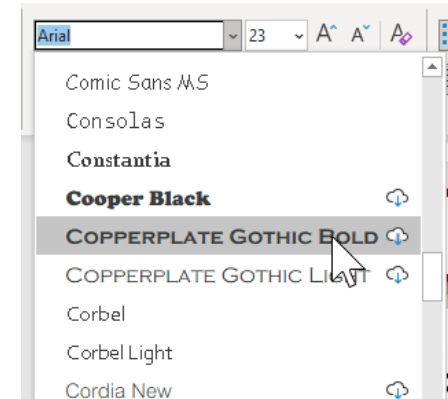 Arial 23 A A A
Comic Sans MS
Consolas
Constantia
Cooper Black
COPPERPLATE GOTHIC BOLD
COPPERPLATE GOTHIC LIGHT
Corbel
Corbel Light
Cordia New